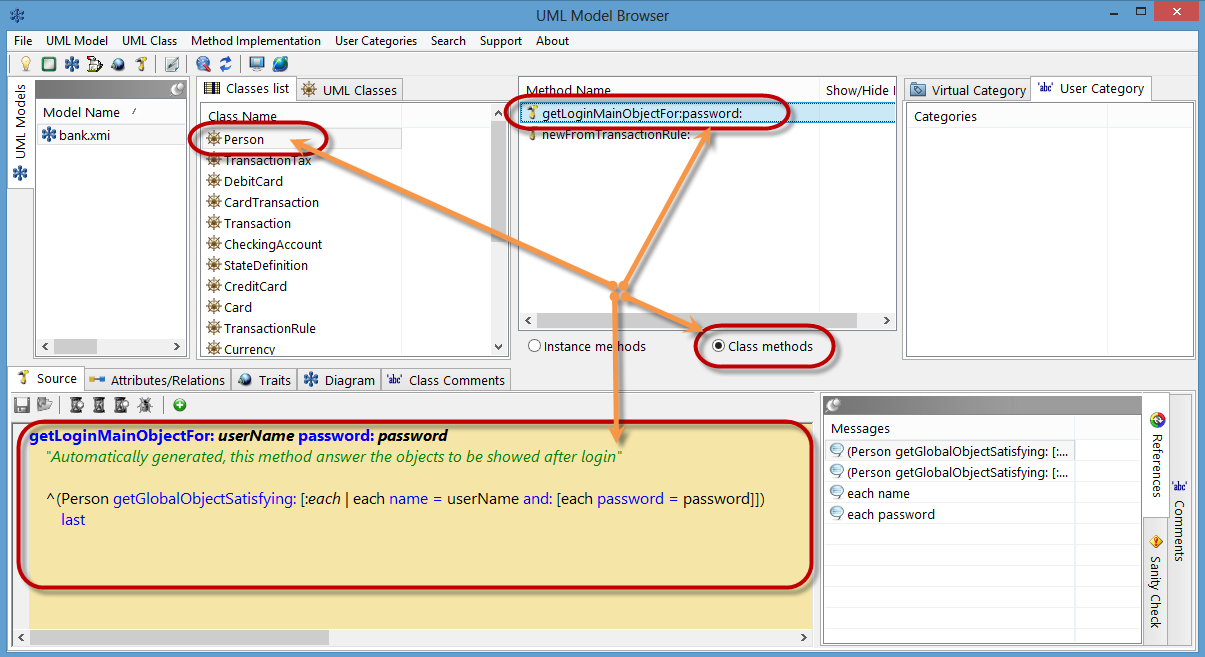 UML Model Browser
File UML Model UML Class Method Implementation User Categories Search Support About
UML Models
Model Name
bank.xmi
Classes list UML Classes
Class Name
Person
TransactionTax
DebitCard
CardTransaction
Transaction
CheckingAccount
StateDefinition
CreditCard
Card
TransactionRule
Currency
Method Name Show/Hide I
getLoginMainObjectFor:password:
newFromTransactionRule:
Instance methods Class methods
Virtual Category 'abc' User Category
Categories
Source Attributes/Relations Traits Diagram 'abc' Class Comments
getLoginMainObjectFor: userName password: password
"Automatically generated, this method answer the objects to be showed after login"
^(Person getGlobalObjectSatisfying: [:each | each name = userName and: [each password = password]])
last
Messages
(Person getGlobalObjectSatisfying: [:...
(Person getGlobalObjectSatisfying: [:...
each name
each password
References
Sanity Check
'abc' Comments